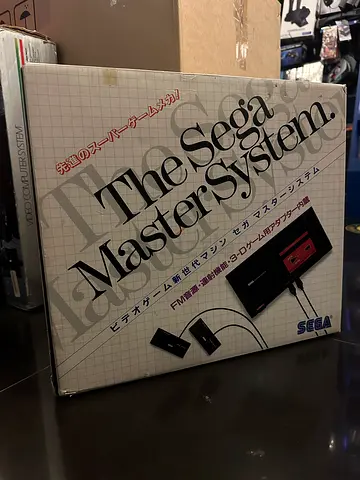 先進のスーパーゲームメカ!
The Sega
Master System.
ビデオゲーム新世代マシン セガ マスターシステム
FM音源・連射機能・3-Dゲーム用アダプター内蔵
SEGA
VIDEO COMPUTER SYSTEM